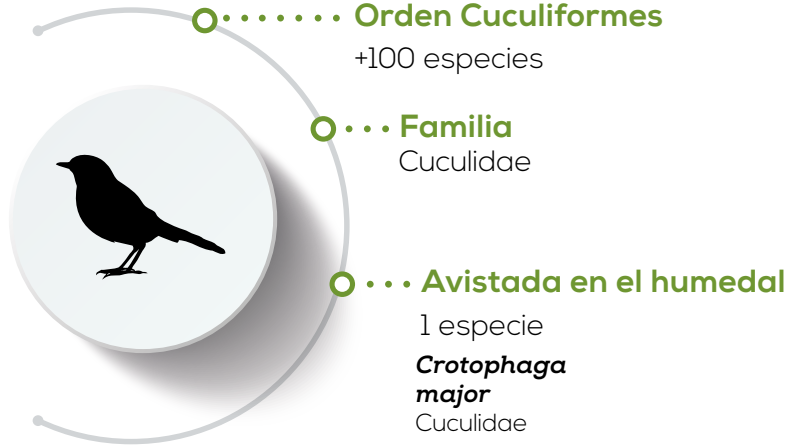 Orden Cuculiformes
+100 especies
Familia
Cuculidae
Avistada en el humedal
1 especie
Crotophaga
major
Cuculidae